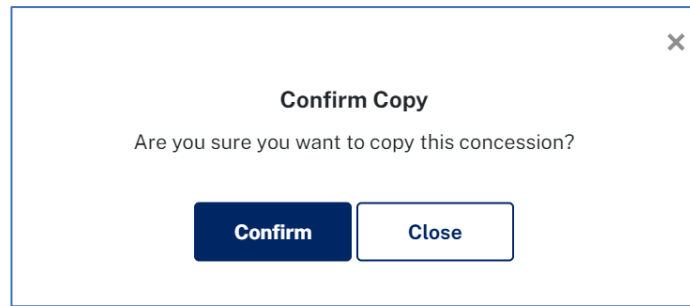 Confirm Copy
Are you sure you want to copy this concession?
Confirm Close